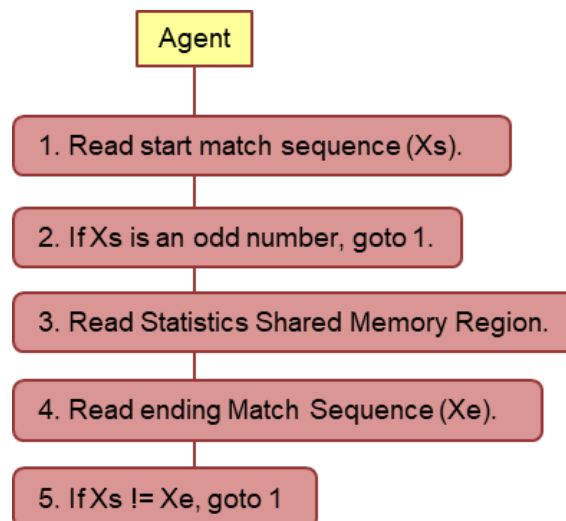 Agent
1. Read start match sequence (Xs).
2. If Xs is an odd number, goto 1.
3. Read Statistics Shared Memory Region.
4. Read ending Match Sequence (Xe).
5. If Xs != Xe, goto 1